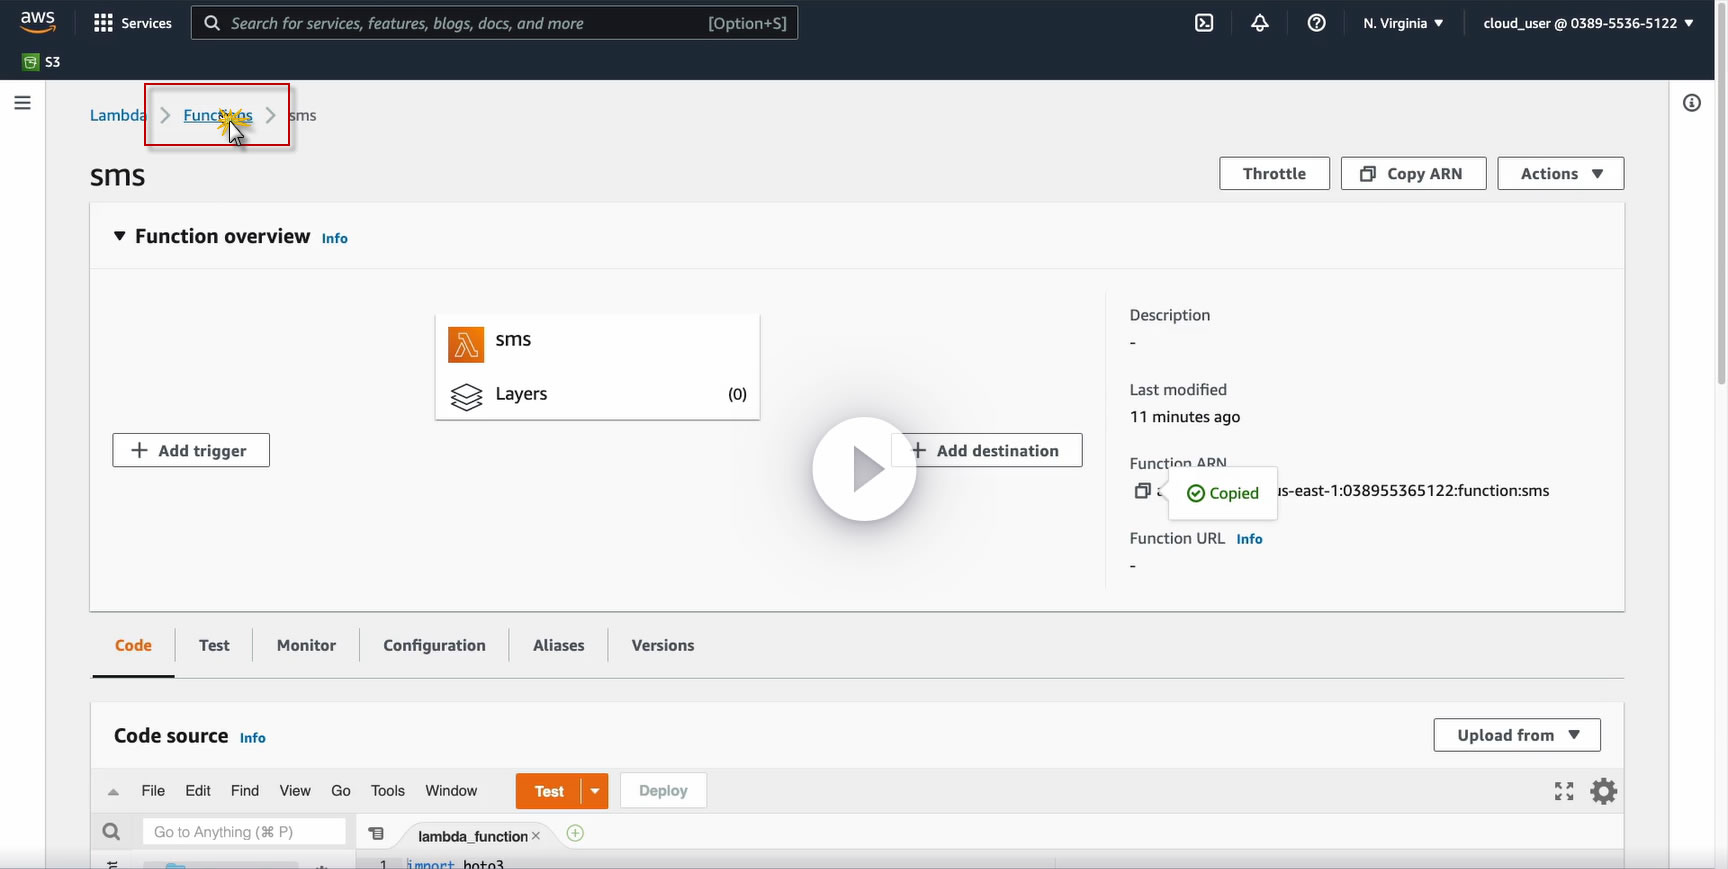 aws
Services
Search for services, features, blogs, docs, and more [Option+S]
N. Virginia
cloud_user @ 0389-5536-5122
S3
Lambda > Functions > sms
sms
Throttle
Copy ARN
Actions
Function overview Info
sms
Layers (0)
+ Add trigger
+ Add destination
Description
-
Last modified
11 minutes ago
Function ARN
Copied
us-east-1:038955365122:function:sms
Function URL Info
-
Code
Test
Monitor
Configuration
Aliases
Versions
Code source Info
Upload from
File Edit Find View Go Tools Window
Test
Deploy
Go to Anything (⌘ P)
lambda_function ×
1 import boto3